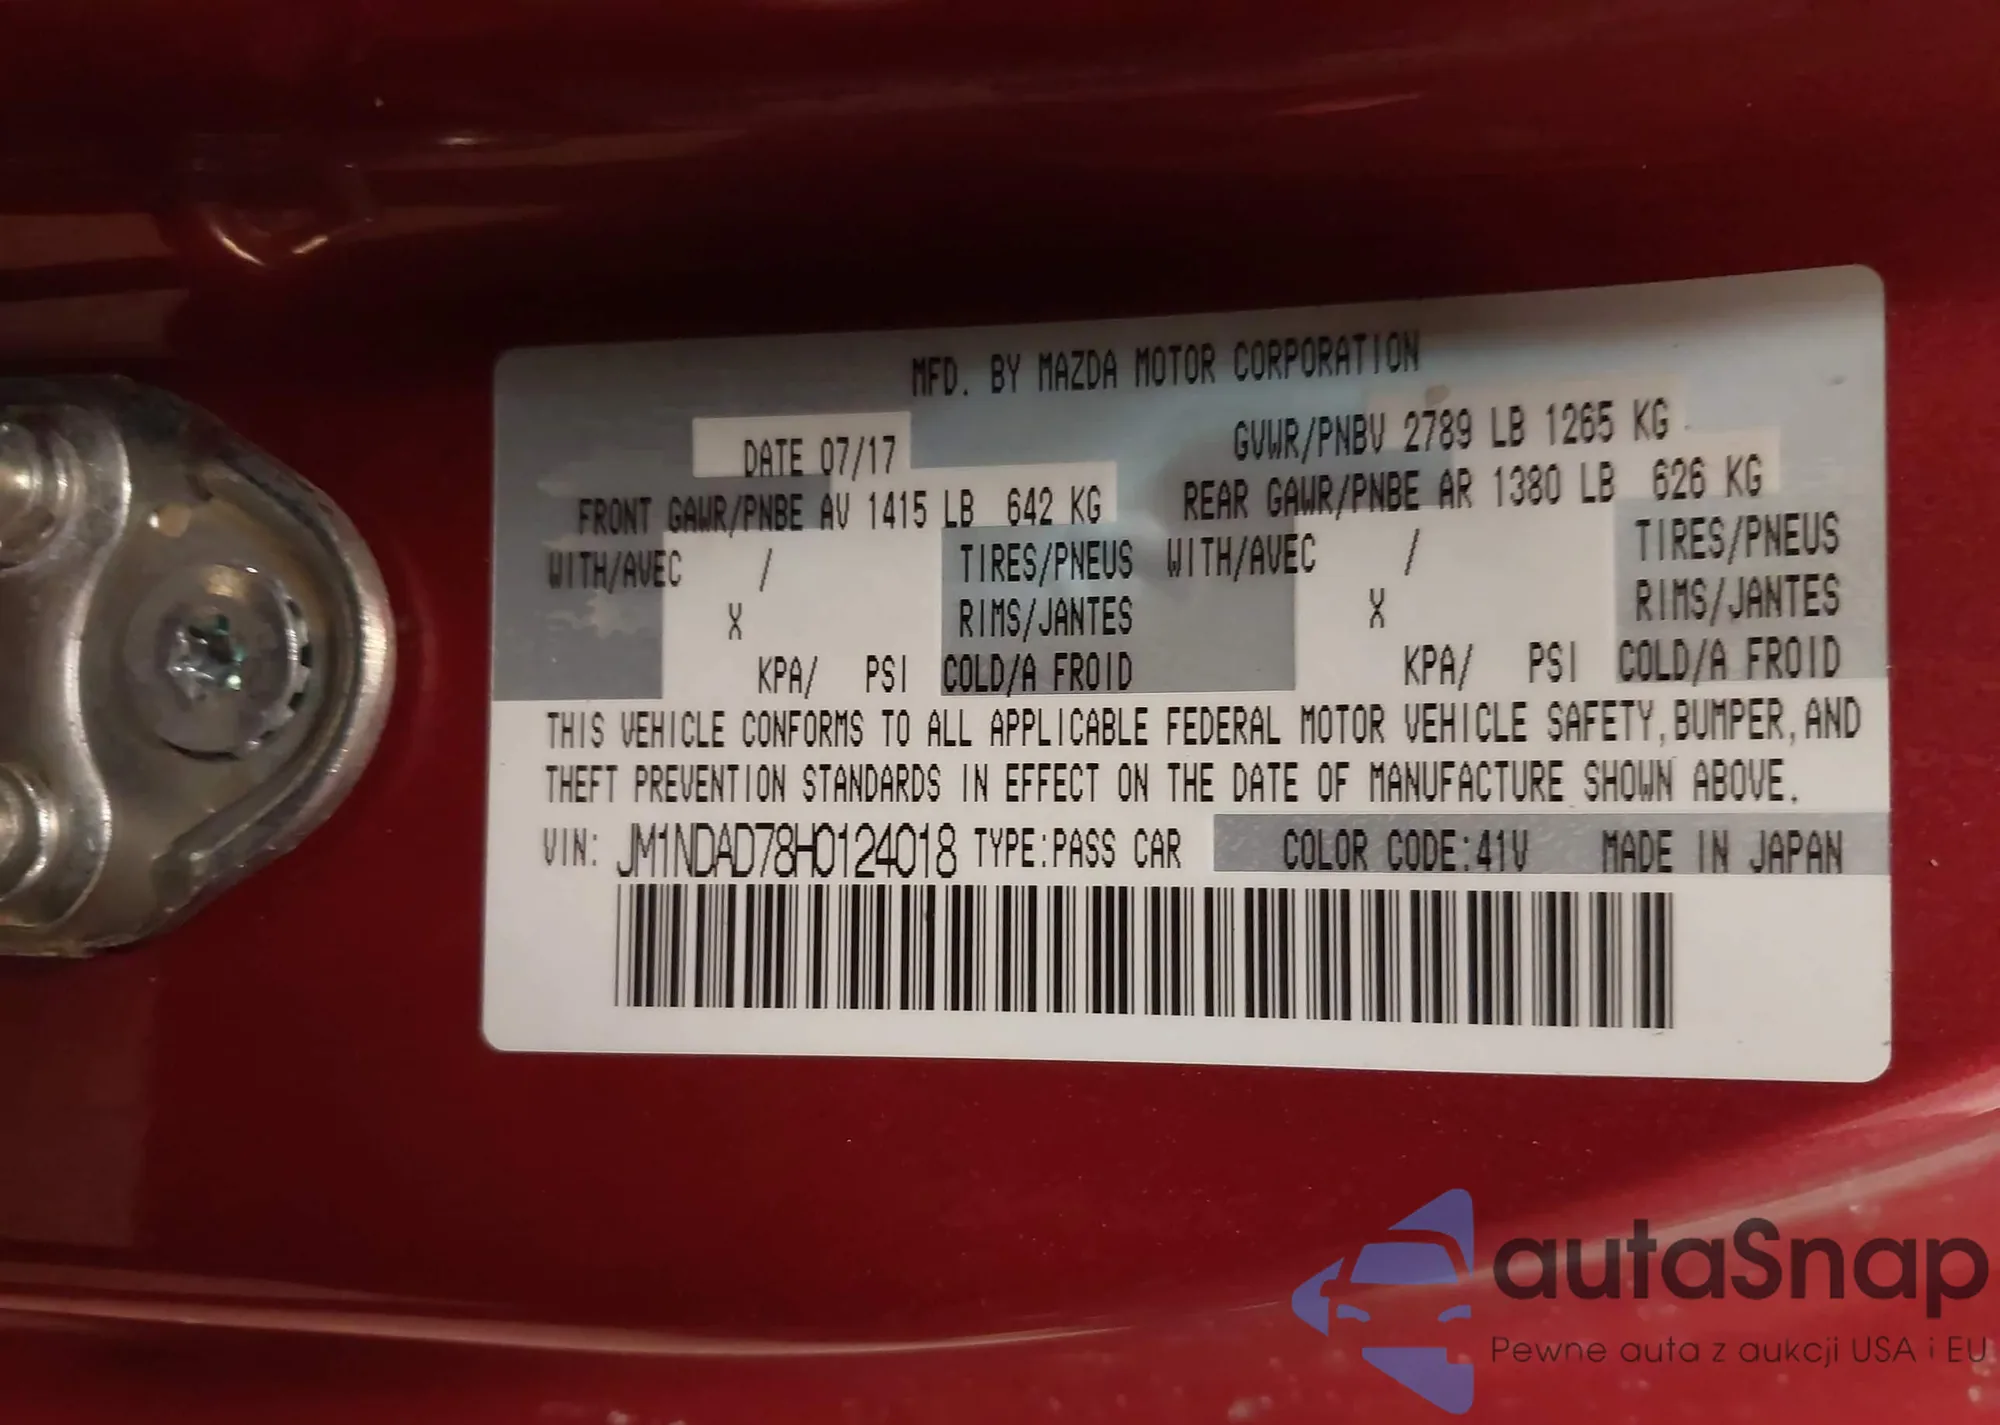 MFD. BY MAZDA MOTOR CORPORATION
DATE 07/17 GVWR/PNBV 2789 LB 1265 KG
FRONT GAWR/PNBE AV 1415 LB 642 KG REAR GAWR/PNBE AR 1380 LB 626 KG
WITH/AVEC / TIRES/PNEUS WITH/AVEC / TIRES/PNEUS
X RIMS/JANTES X RIMS/JANTES
KPA/ PSI COLD/A FROID KPA/ PSI COLD/A FROID
THIS VEHICLE CONFORMS TO ALL APPLICABLE FEDERAL MOTOR VEHICLE SAFETY, BUMPER, AND
THEFT PREVENTION STANDARDS IN EFFECT ON THE DATE OF MANUFACTURE SHOWN ABOVE.
VIN: JM1NDAD78H0124018 TYPE:PASS CAR COLOR CODE:41V MADE IN JAPAN
autaSnap
Pewne auta z aukcji USA i EU